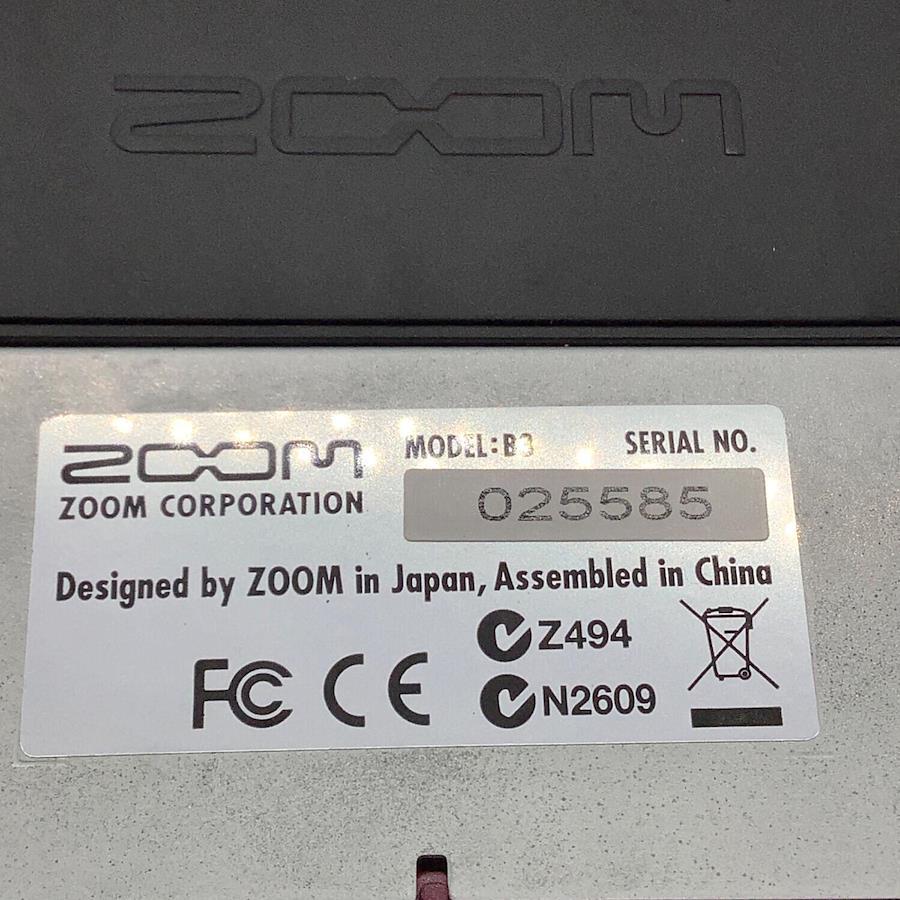 ZOOM
ZOOM MODEL: B3 SERIAL NO.
ZOOM CORPORATION 025585
Designed by ZOOM in Japan, Assembled in China
Z494
FC CE N2609